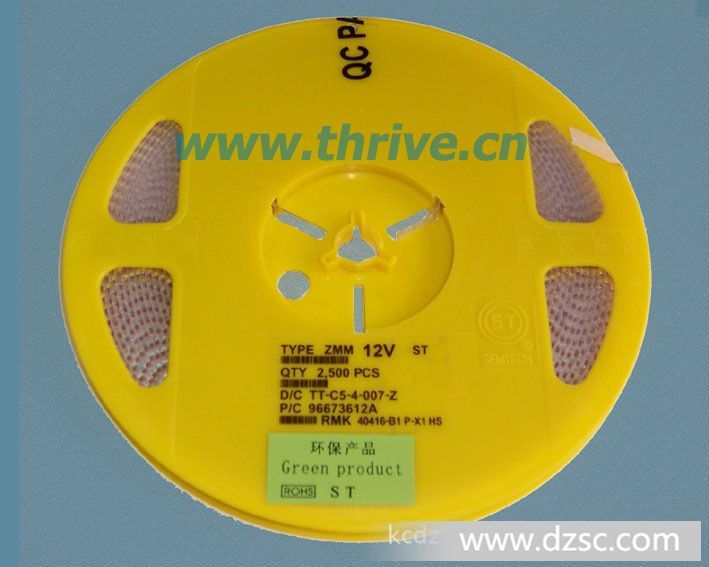 QC PA
www.thrive.cn
ST
SEMTECH
TYPE ZMM 12V ST
QTY 2,500 PCS
D/C TT-C5-4-007-Z
P/C 96673612A
RMK 40416-B1 P-X1 HS
环保产品
Green product
ROHS ST
kcdz
www.dzsc.com